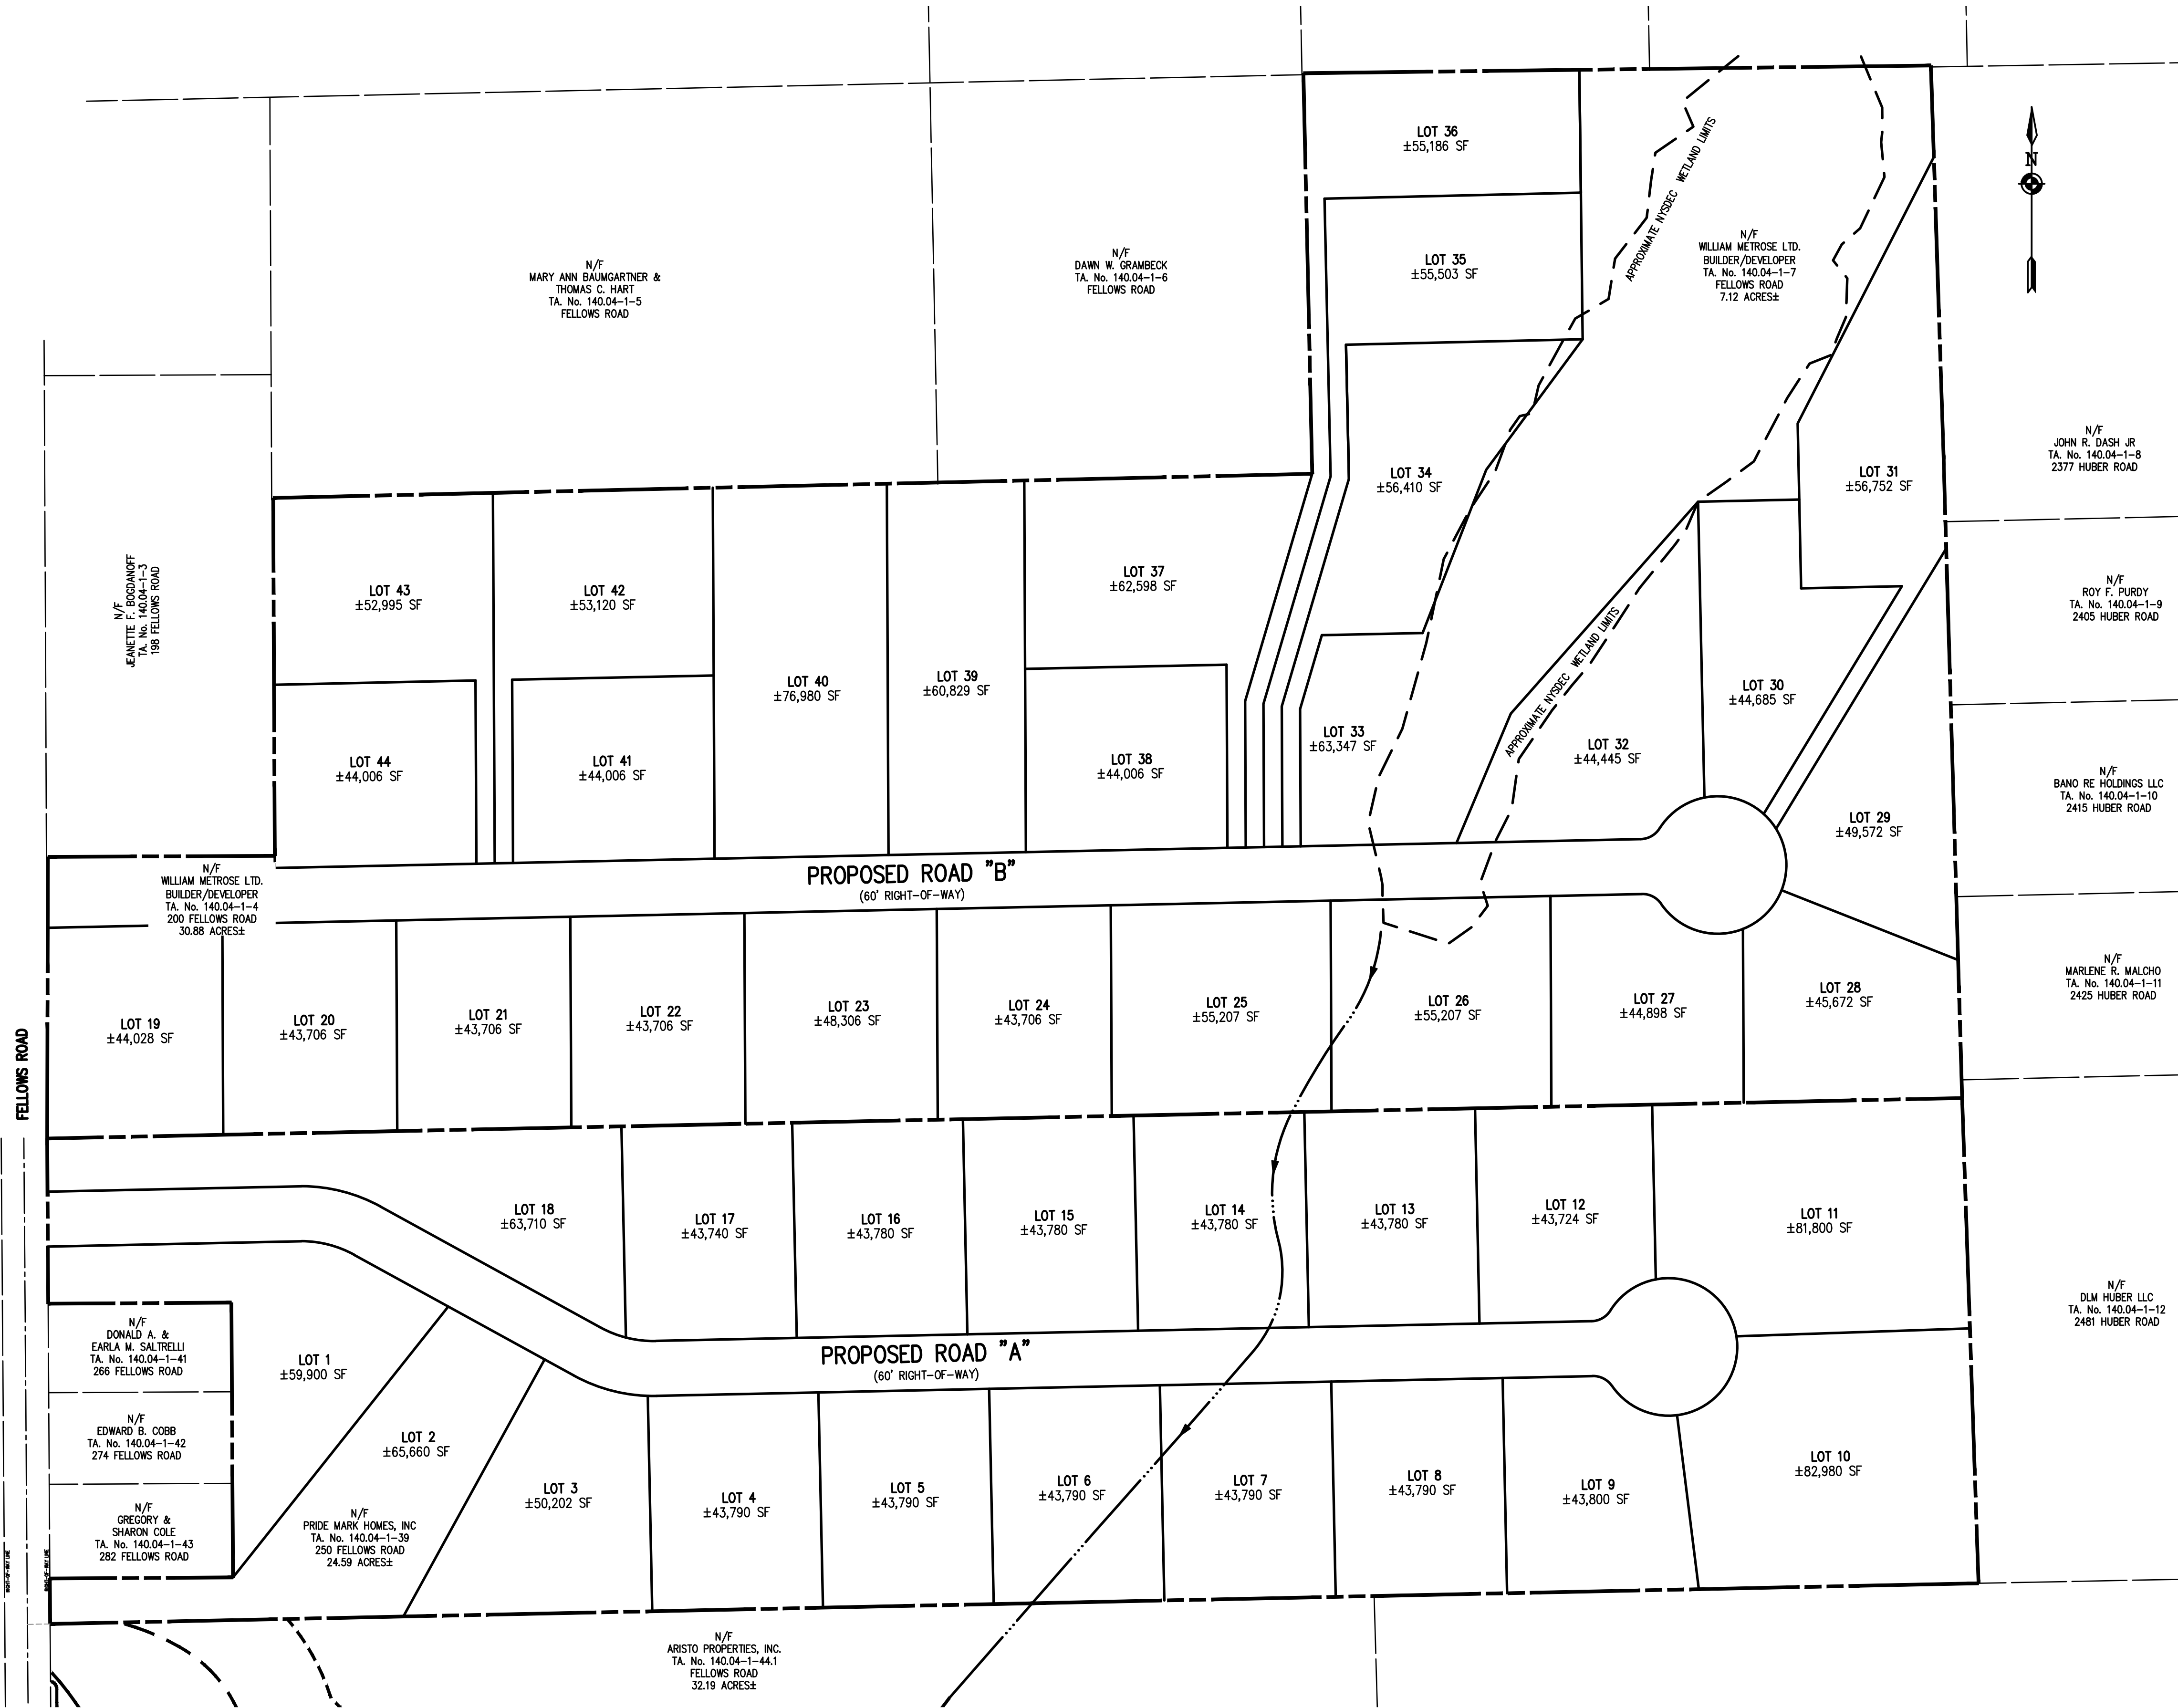 LOT 36
±55,186 SF
N
APPROXIMATE NYSDEC WETLAND LIMITS
N/F
WILLIAM METROSE LTD.
BUILDER/DEVELOPER
TA. No. 140.04-1-7
FELLOWS ROAD
7.12 ACRES±
N/F
MARY ANN BAUMGARTNER &
THOMAS C. HART
TA. No. 140.04-1-5
FELLOWS ROAD
N/F
DAWN W. GRAMBECK
TA. No. 140.04-1-6
FELLOWS ROAD
LOT 35
±55,503 SF
N/F
JOHN R. DASH JR
TA. No. 140.04-1-8
2377 HUBER ROAD
LOT 34
±56,410 SF
LOT 31
±56,752 SF
N/F
JEANETTE F. BOGDANOFF
TA. No. 140.04-1-3
198 FELLOWS ROAD
LOT 43
±52,995 SF
LOT 42
±53,120 SF
LOT 37
±62,598 SF
N/F
ROY F. PURDY
TA. No. 140.04-1-9
2405 HUBER ROAD
LOT 40
±76,980 SF
LOT 39
±60,829 SF
APPROXIMATE NYSDEC WETLAND LIMITS
LOT 30
±44,685 SF
LOT 44
±44,006 SF
LOT 41
±44,006 SF
LOT 38
±44,006 SF
LOT 33
±63,347 SF
LOT 32
±44,445 SF
N/F
BANO RE HOLDINGS LLC
TA. No. 140.04-1-10
2415 HUBER ROAD
LOT 29
±49,572 SF
N/F
WILLIAM METROSE LTD.
BUILDER/DEVELOPER
TA. No. 140.04-1-4
200 FELLOWS ROAD
30.88 ACRES±
PROPOSED ROAD "B"
(60' RIGHT-OF-WAY)
N/F
MARLENE R. MALCHO
TA. No. 140.04-1-11
2425 HUBER ROAD
FELLOWS ROAD
LOT 19
±44,028 SF
LOT 20
±43,706 SF
LOT 21
±43,706 SF
LOT 22
±43,706 SF
LOT 23
±48,306 SF
LOT 24
±43,706 SF
LOT 25
±55,207 SF
LOT 26
±55,207 SF
LOT 27
±44,898 SF
LOT 28
±45,672 SF
LOT 18
±63,710 SF
LOT 17
±43,740 SF
LOT 16
±43,780 SF
LOT 15
±43,780 SF
LOT 14
±43,780 SF
LOT 13
±43,780 SF
LOT 12
±43,724 SF
LOT 11
±81,800 SF
N/F
DLM HUBER LLC
TA. No. 140.04-1-12
2481 HUBER ROAD
N/F
DONALD A. &
EARLA M. SALTRELLI
TA. No. 140.04-1-41
266 FELLOWS ROAD
PROPOSED ROAD "A"
(60' RIGHT-OF-WAY)
LOT 1
±59,900 SF
N/F
EDWARD B. COBB
TA. No. 140.04-1-42
274 FELLOWS ROAD
LOT 2
±65,660 SF
LOT 3
±50,202 SF
LOT 4
±43,790 SF
LOT 5
±43,790 SF
LOT 6
±43,790 SF
LOT 7
±43,790 SF
LOT 8
±43,790 SF
LOT 9
±43,800 SF
LOT 10
±82,980 SF
N/F
GREGORY &
SHARON COLE
TA. No. 140.04-1-43
282 FELLOWS ROAD
N/F
PRIDE MARK HOMES, INC
TA. No. 140.04-1-39
250 FELLOWS ROAD
24.59 ACRES±
RIGHT-OF-WAY LINE
RIGHT-OF-WAY LINE
N/F
ARISTO PROPERTIES, INC.
TA. No. 140.04-1-44.1
FELLOWS ROAD
32.19 ACRES±